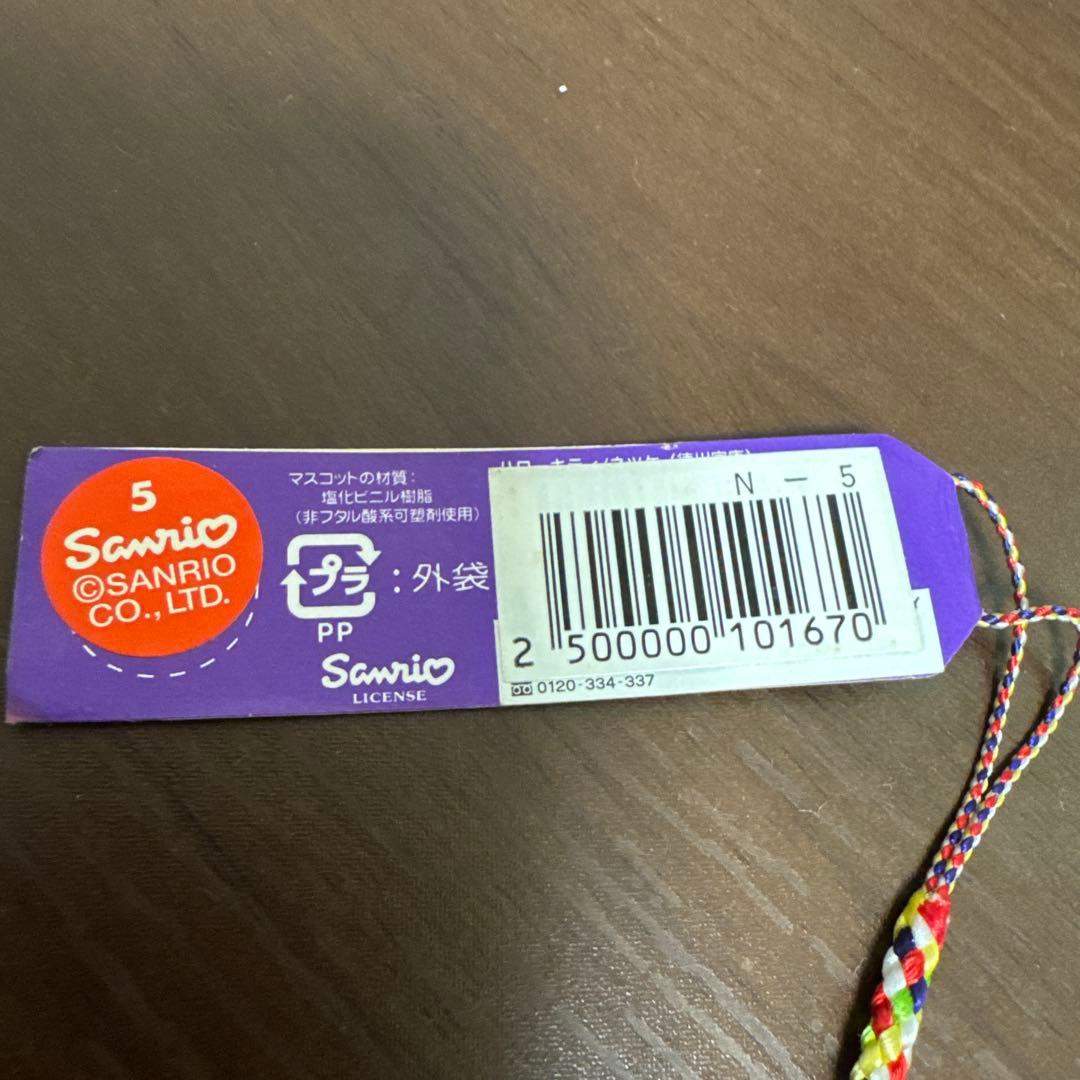 5
Sanrio
©SANRIO
CO., LTD.
マスコットの材質：
塩化ビニル樹脂
（非フタル酸系可塑剤使用）
プラ
：外袋
PP
Sanrio
LICENSE
N－5
2 500000 101670
0120-334-337